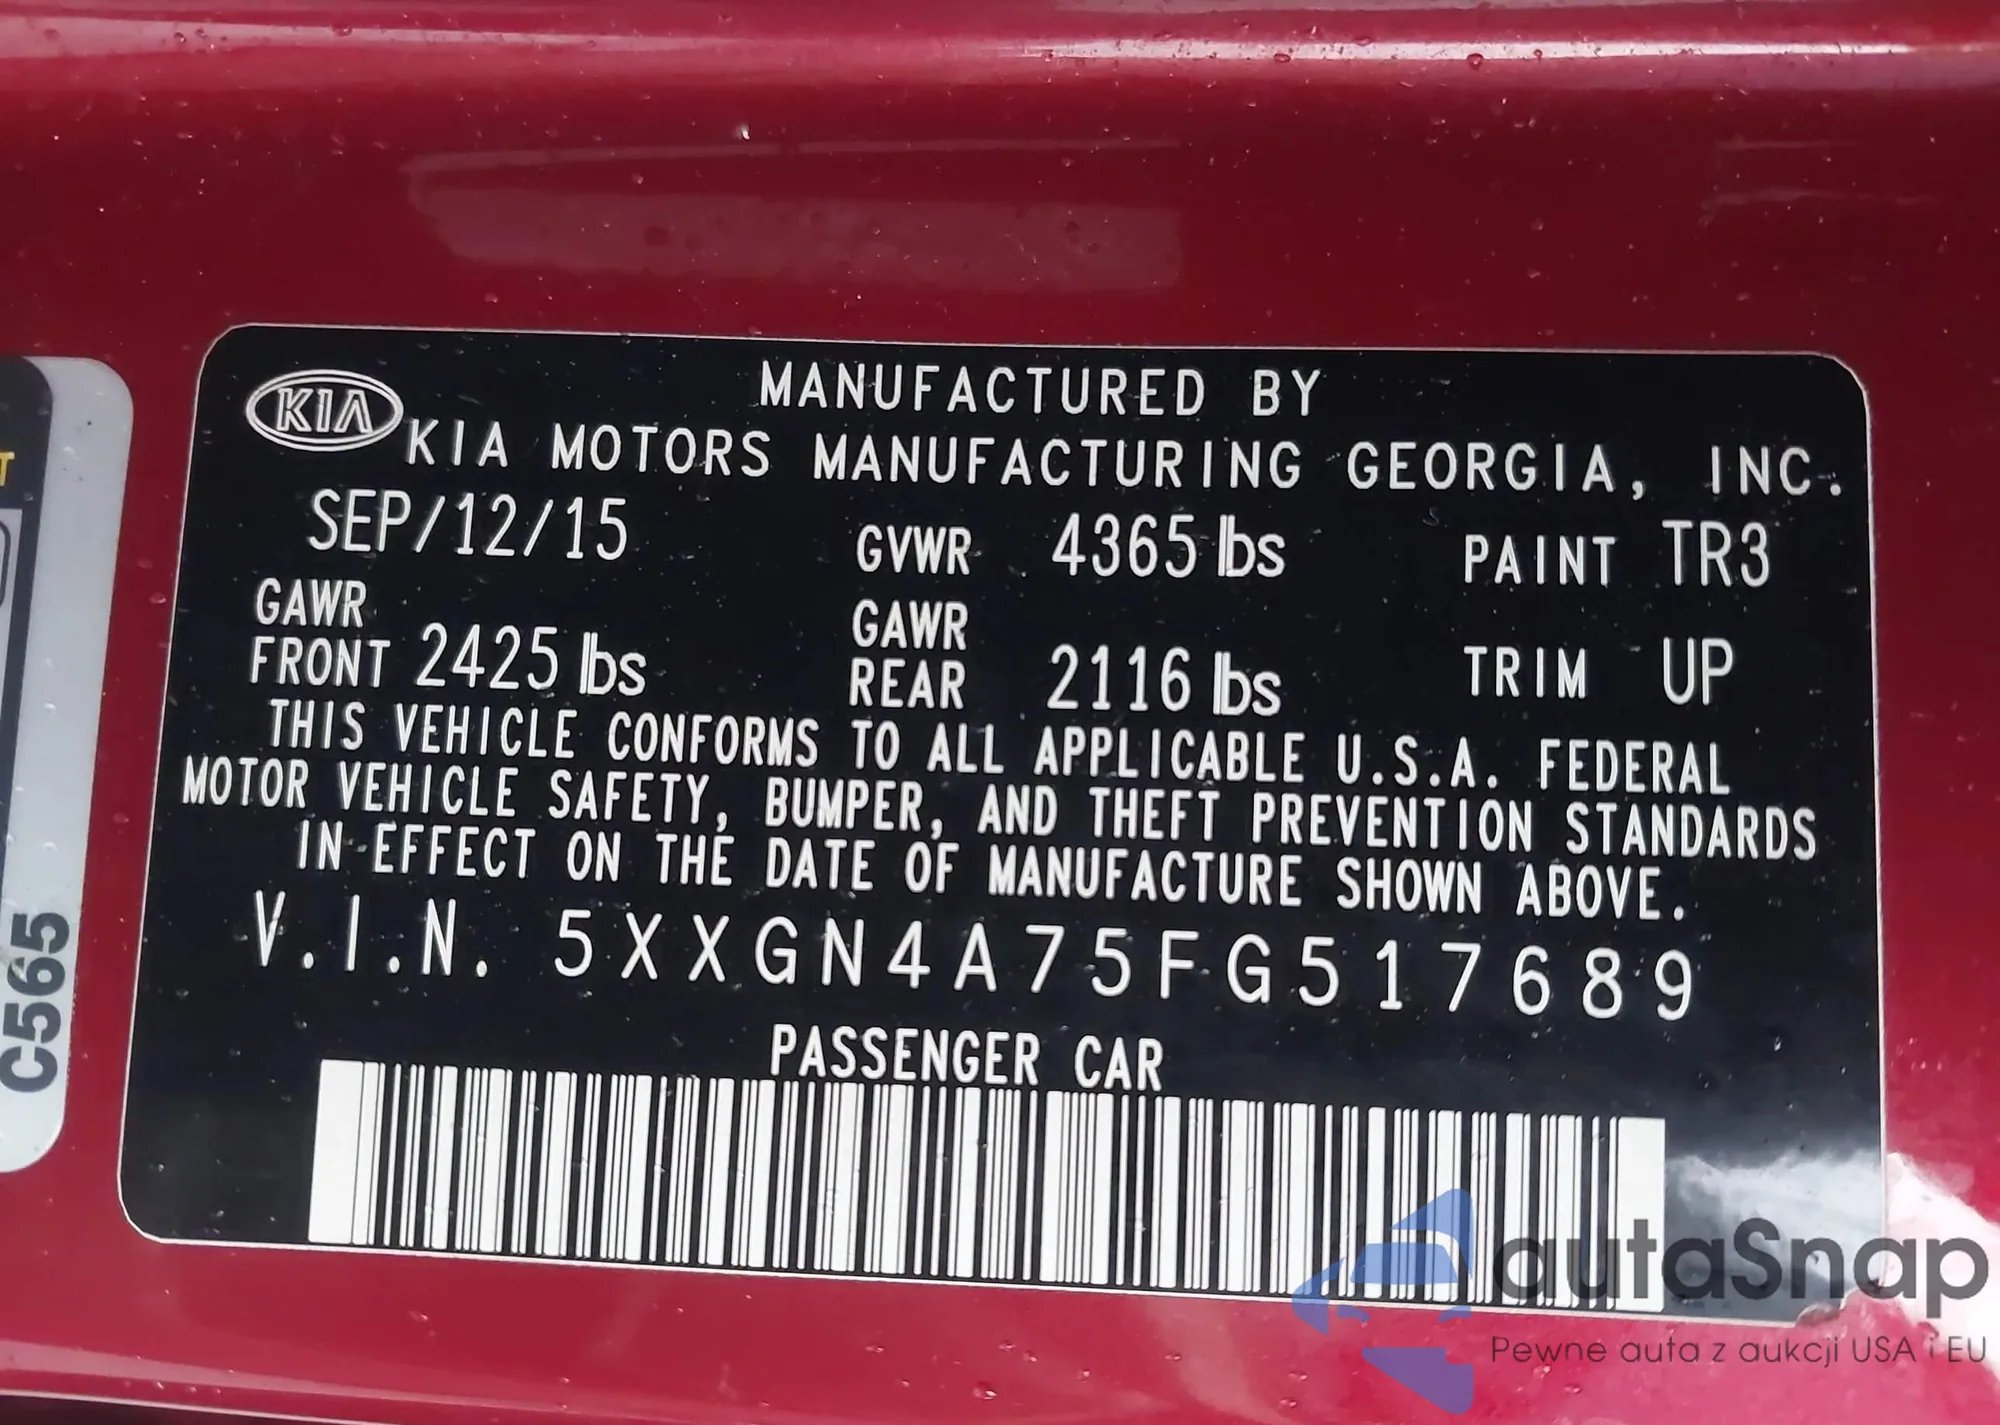 KIA
MANUFACTURED BY
KIA MOTORS MANUFACTURING GEORGIA, INC.
SEP/12/15 GVWR 4365 lbs PAINT TR3
GAWR FRONT 2425 lbs GAWR REAR 2116 lbs TRIM UP
THIS VEHICLE CONFORMS TO ALL APPLICABLE U.S.A. FEDERAL
MOTOR VEHICLE SAFETY, BUMPER, AND THEFT PREVENTION STANDARDS
IN EFFECT ON THE DATE OF MANUFACTURE SHOWN ABOVE.
V.I.N. 5XXGN4A75FG517689
PASSENGER CAR
C565
T
autaSnap
Pewne auta z aukcji USA i EU